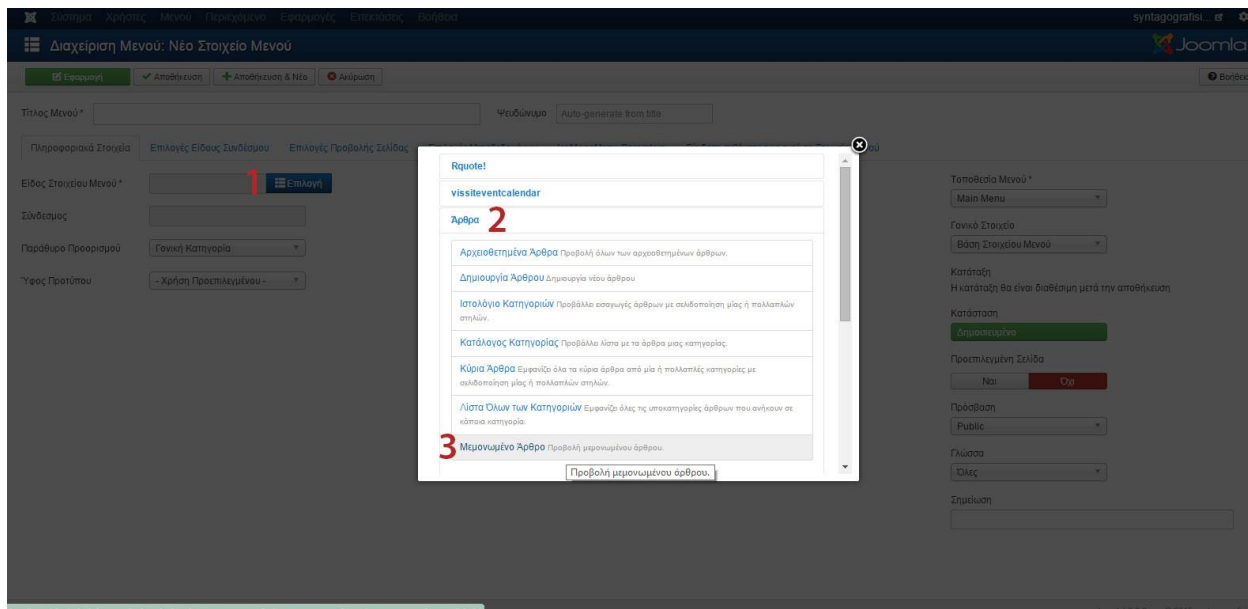 Σύστημα Χρήστες Μενού Περιεχόμενο Εφαρμογές Επεκτάσεις Βοήθεια syntagografisi...
Διαχείριση Μενού: Νέο Στοιχείο Μενού Joomla
Εφαρμογή Αποθήκευση Αποθήκευση & Νέο Ακύρωση Βοήθεια
Τίτλος Μενού * Ψευδώνυμο Auto-generate from title
Πληροφοριακά Στοιχεία Επιλογές Είδους Συνδέσμου Επιλογές Προβολής Σελίδας
Είδος Στοιχείου Μενού * 1 Επιλογή
Σύνδεσμος
Παράθυρο Προορισμού Γονική Κατηγορία
Ύφος Προτύπου - Χρήση Προεπιλεγμένου -
Rquote!
vissiteventcalendar
Άρθρα 2
Αρχειοθετημένα Άρθρα Προβολή όλων των αρχειοθετημένων άρθρων.
Δημιουργία Άρθρου Δημιουργία νέου άρθρου
Ιστολόγιο Κατηγοριών Προβάλλει εισαγωγές άρθρων με σελιδοποίηση μίας ή πολλαπλών
στηλών.
Κατάλογος Κατηγορίας Προβάλλει λίστα με τα άρθρα μιας κατηγορίας.
Κύρια Άρθρα Εμφανίζει όλα τα κύρια άρθρα από μία ή πολλαπλές κατηγορίες με
σελιδοποίηση μίας ή πολλαπλών στηλών.
Λίστα Όλων των Κατηγοριών Εμφανίζει όλες τις υποκατηγορίες άρθρων που ανήκουν σε
κάποια κατηγορία.
3 Μεμονωμένο Άρθρο Προβολή μεμονωμένου άρθρου.
Προβολή μεμονωμένου άρθρου.
Τοποθεσία Μενού *
Main Menu
Γονικό Στοιχείο
Βάση Στοιχείου Μενού
Κατάταξη
Η κατάταξη θα είναι διαθέσιμη μετά την αποθήκευση
Κατάσταση
Δημοσιευμένο
Προεπιλεγμένη Σελίδα
Ναι Όχι
Πρόσβαση
Public
Γλώσσα
Όλες
Σημείωση